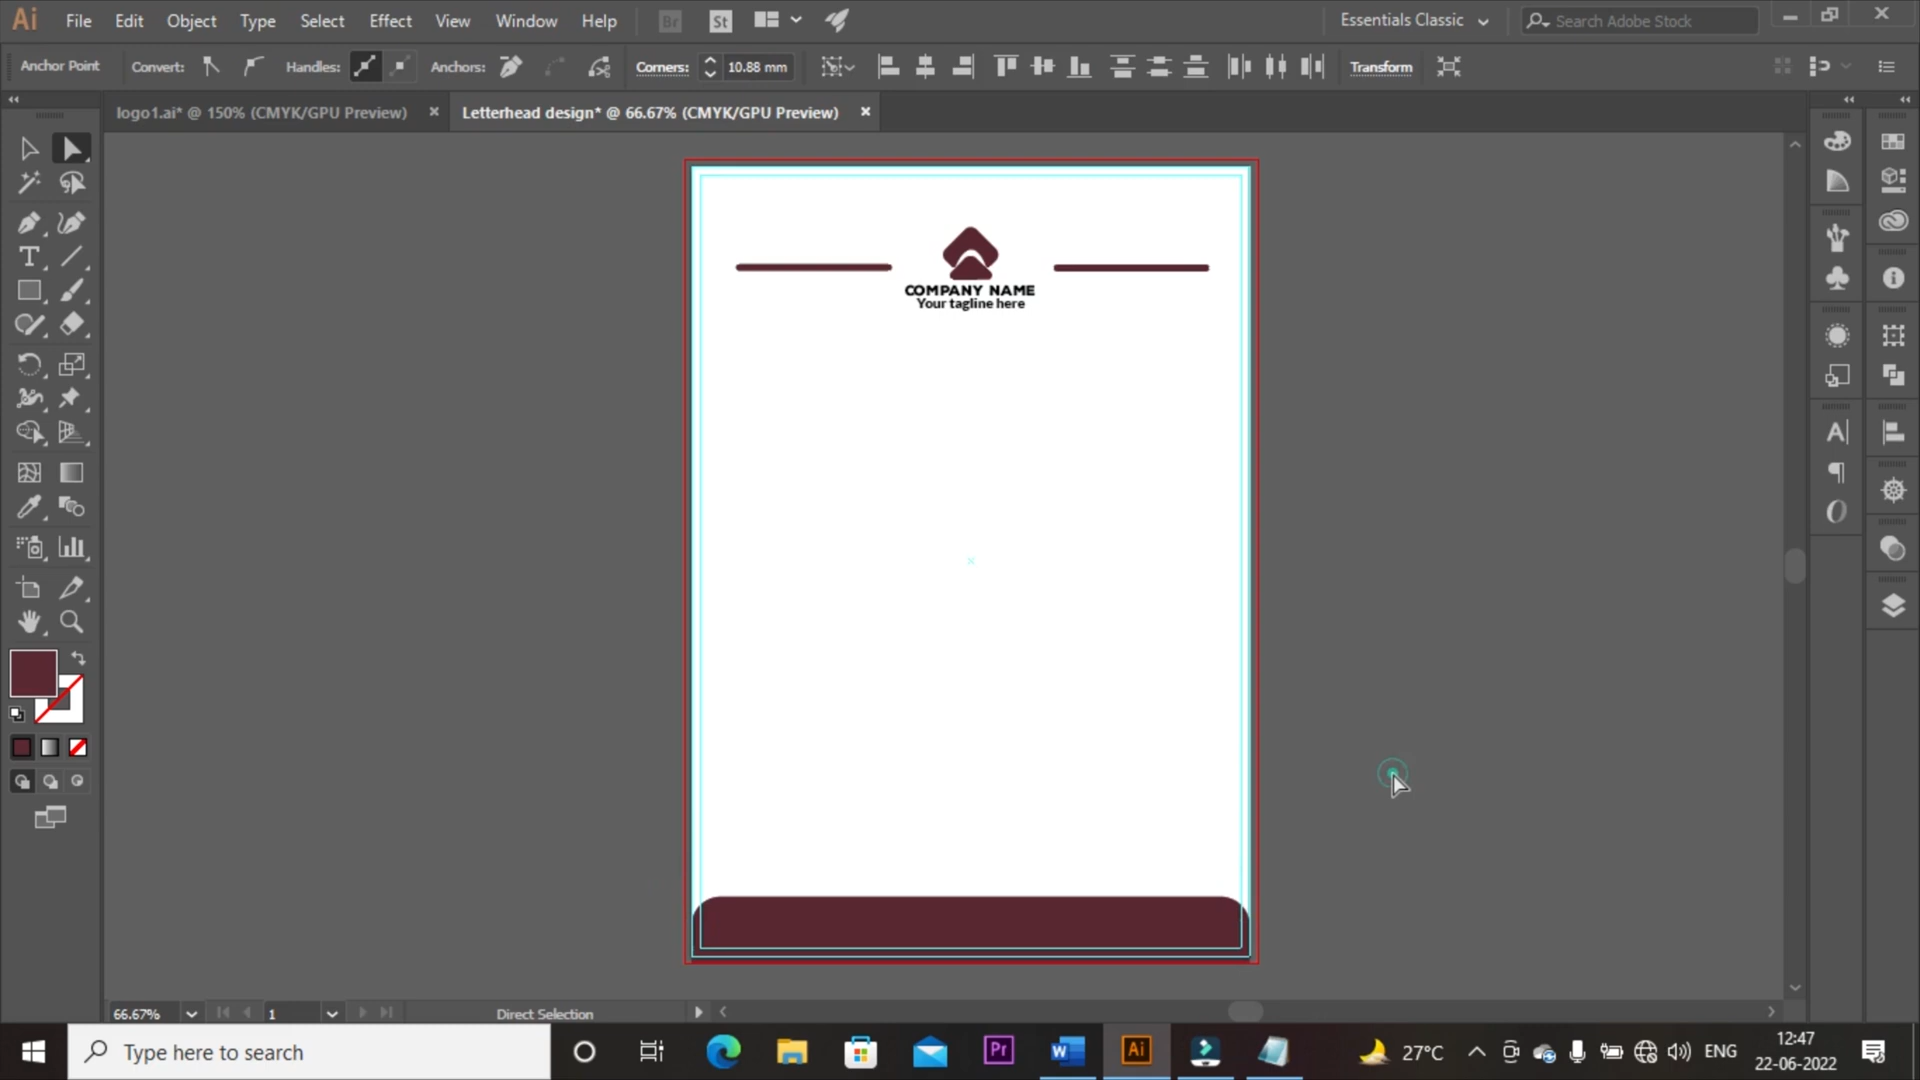 Ai File Edit Object Type Select Effect View Window Help Br St Essentials Classic Search Adobe Stock
Anchor Point Convert: Handles: Anchors: Corners: 10.88 mm Transform
logo1.ai* @ 150% (CMYK/GPU Preview) Letterhead design* @ 66.67% (CMYK/GPU Preview)
COMPANY NAME
Your tagline here
66.67% 1 Direct Selection
Type here to search Pr W Ai 27°C ENG 12:47
22-06-2022